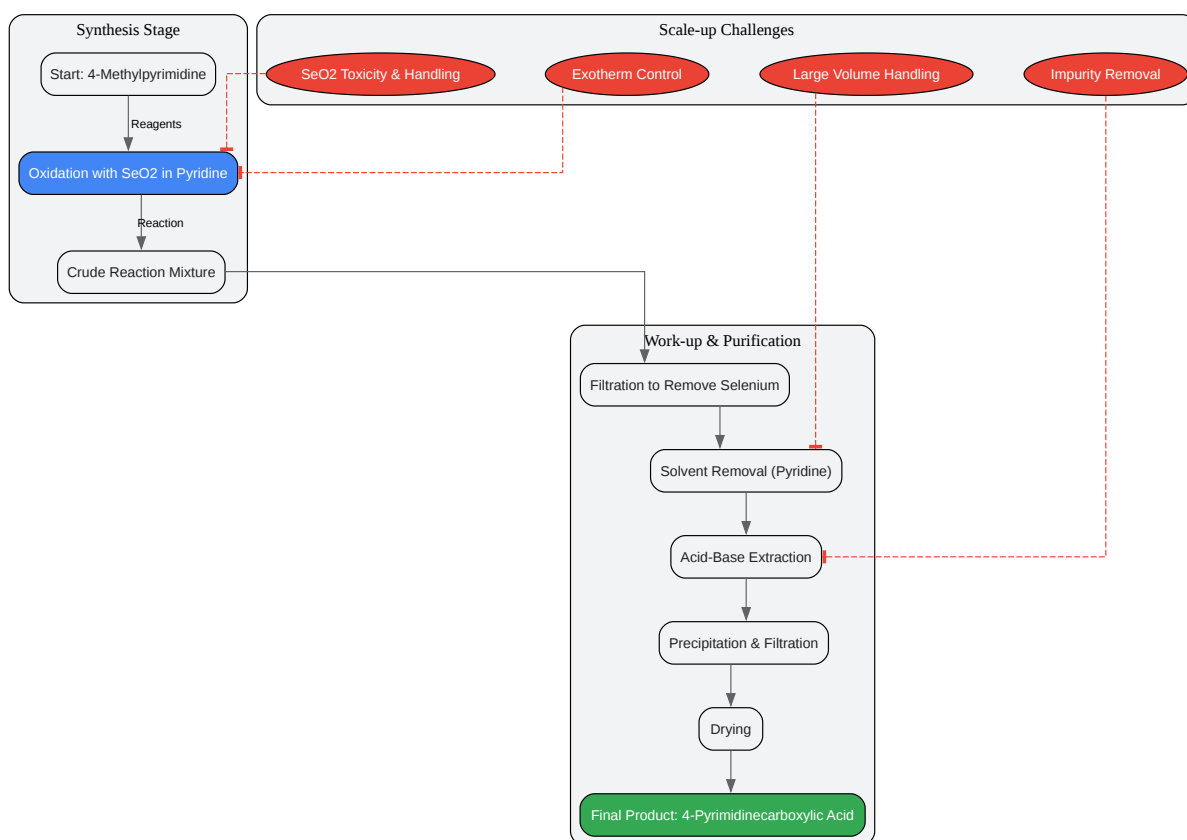 Synthesis Stage
Start: 4-Methylpyrimidine
Reagents
Oxidation with SeO2 in Pyridine
Reaction
Crude Reaction Mixture
Scale-up Challenges
SeO2 Toxicity & Handling
Exotherm Control
Large Volume Handling
Impurity Removal
Work-up & Purification
Filtration to Remove Selenium
Solvent Removal (Pyridine)
Acid-Base Extraction
Precipitation & Filtration
Drying
Final Product: 4-Pyrimidinecarboxylic Acid